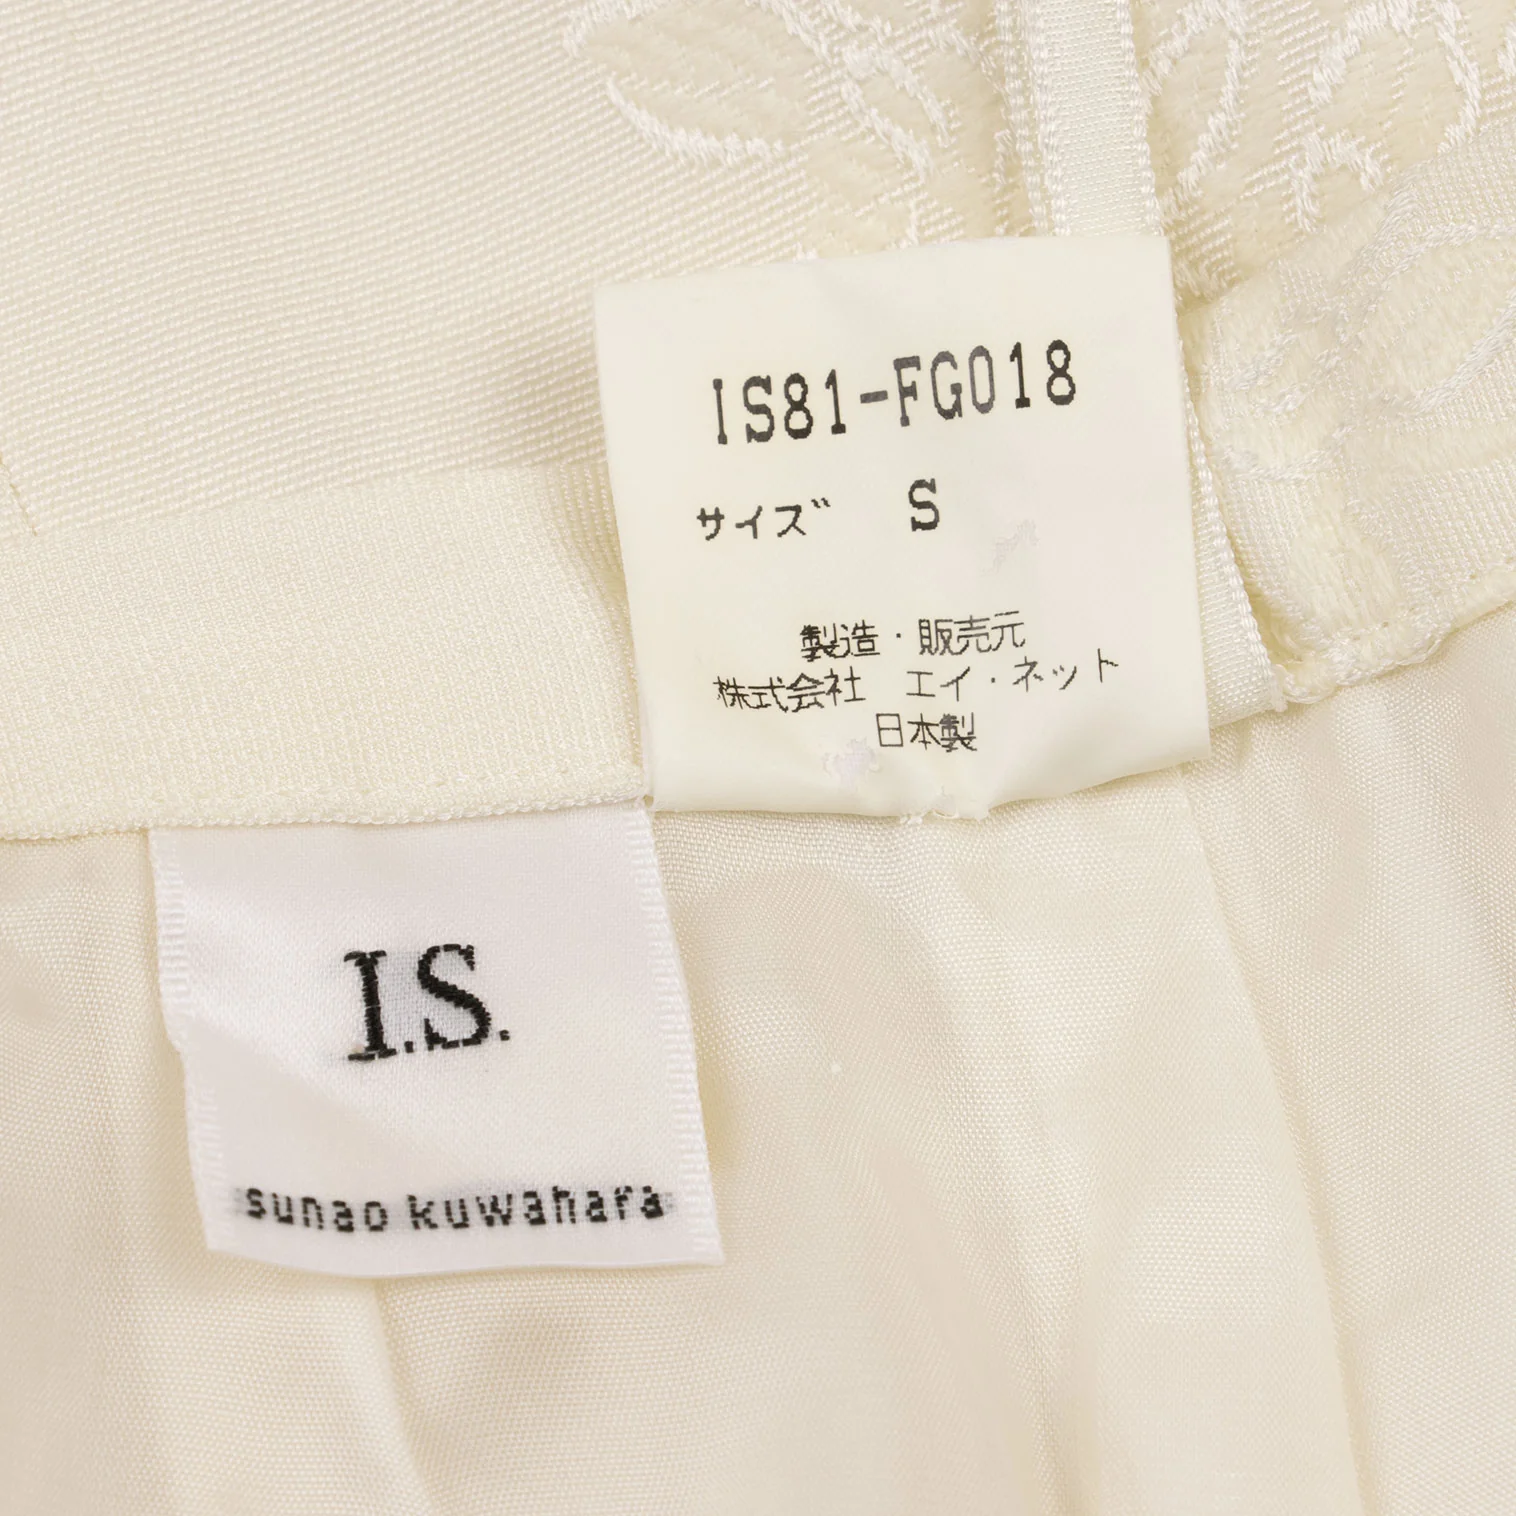 IS81-FG018
サイズ S
製造・販売元
株式会社 エイ・ネット
日本製
I.S.
sunao kuwahara